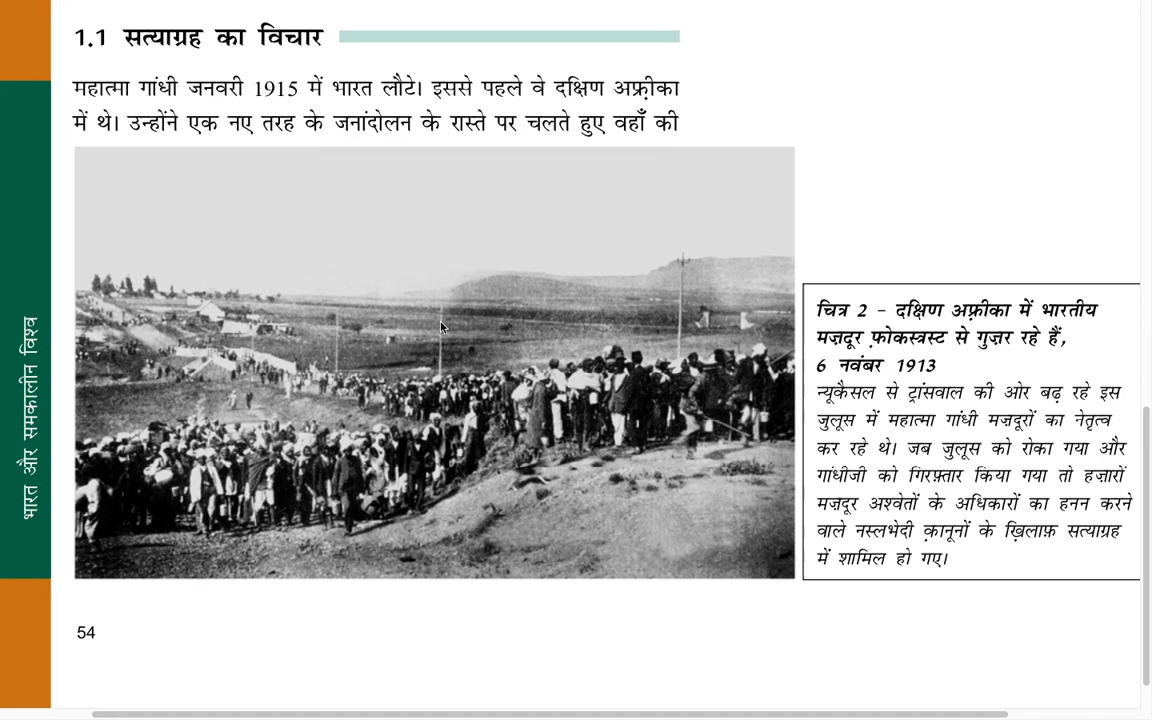 1.1 सत्याग्रह का विचार
महात्मा गांधी जनवरी 1915 में भारत लौटे। इससे पहले वे दक्षिण अफ़्रीका
में थे। उन्होंने एक नए तरह के जनांदोलन के रास्ते पर चलते हुए वहाँ की
चित्र 2 – दक्षिण अफ़्रीका में भारतीय
मज़दूर फ़ोकस्त्रस्ट से गुज़र रहे हैं,
6 नवंबर 1913
न्यूकैसल से ट्रांसवाल की ओर बढ़ रहे इस
जुलूस में महात्मा गांधी मज़दूरों का नेतृत्व
कर रहे थे। जब जुलूस को रोका गया और
गांधीजी को गिरफ़्तार किया गया तो हज़ारों
मज़दूर अश्वेतों के अधिकारों का हनन करने
वाले नस्लभेदी क़ानूनों के ख़िलाफ़ सत्याग्रह
में शामिल हो गए।
भारत और समकालीन विश्व
54